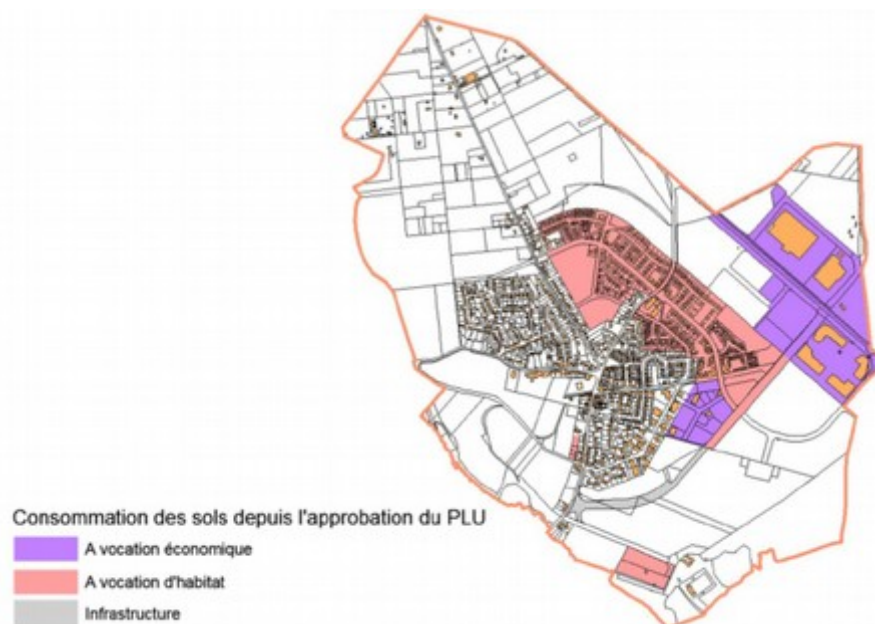 Consommation des sols depuis l'approbation du PLU
A vocation économique
A vocation d'habitat
Infrastructure